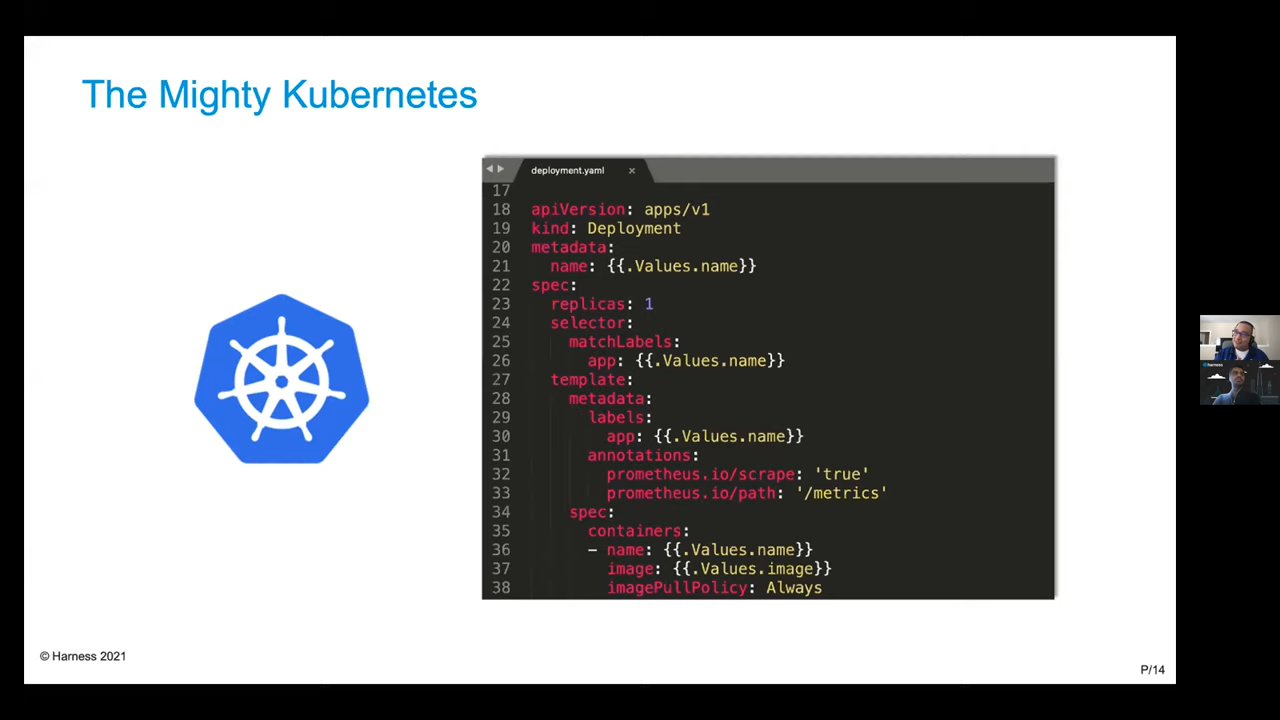 The Mighty Kubernetes
deployment.yaml ×
17
18 apiVersion: apps/v1
19 kind: Deployment
20 metadata:
21 name: {{.Values.name}}
22 spec:
23 replicas: 1
24 selector:
25 matchLabels:
26 app: {{.Values.name}}
27 template:
28 metadata:
29 labels:
30 app: {{.Values.name}}
31 annotations:
32 prometheus.io/scrape: 'true'
33 prometheus.io/path: '/metrics'
34 spec:
35 containers:
36 – name: {{.Values.name}}
37 image: {{.Values.image}}
38 imagePullPolicy: Always
harness
© Harness 2021
P/14